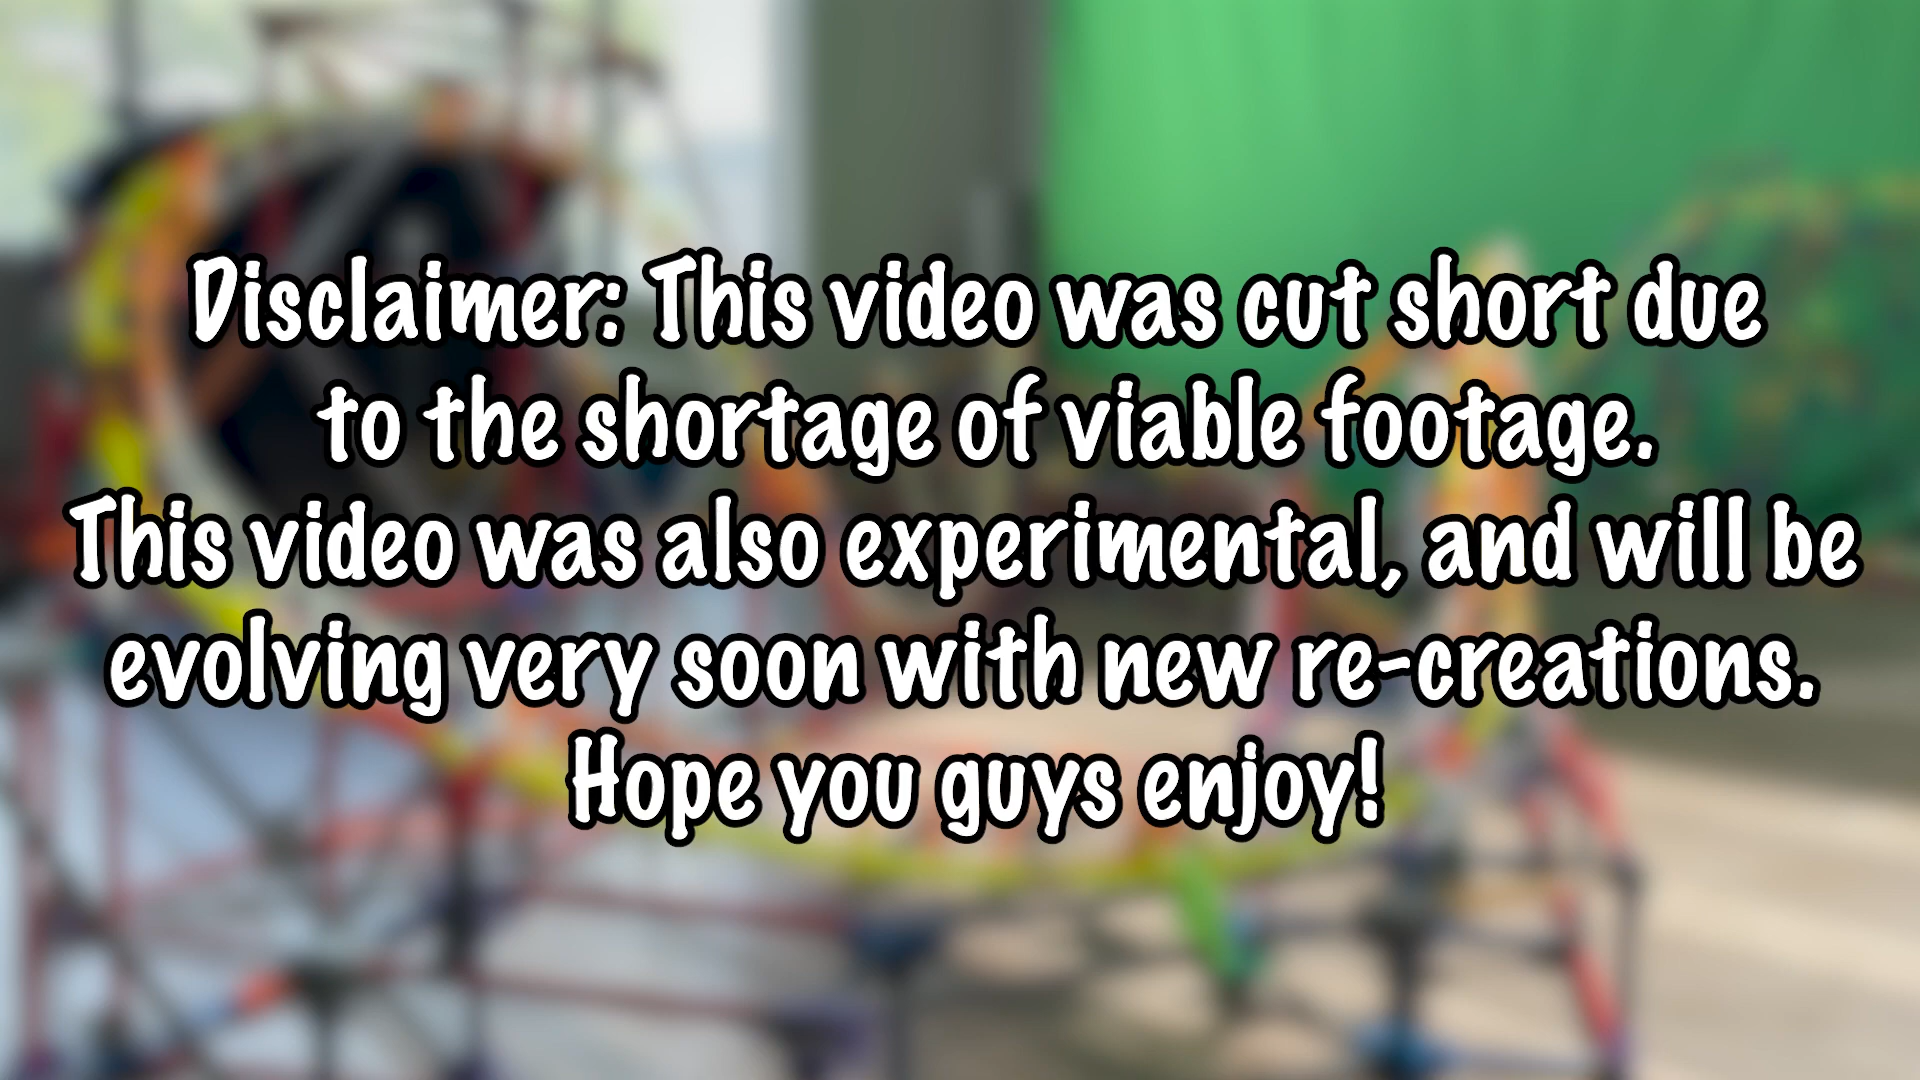 Disclaimer: This video was cut short due
to the shortage of viable footage.
This video was also experimental, and will be
evolving very soon with new re-creations.
Hope you guys enjoy!